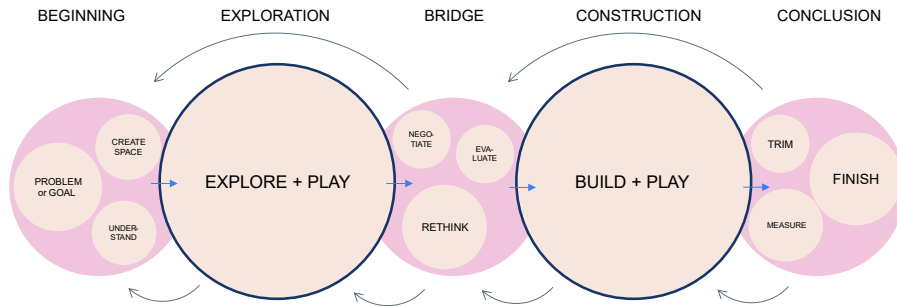 BEGINNING
EXPLORATION
BRIDGE
CONSTRUCTION
CONCLUSION
PROBLEM
or GOAL
CREATE
SPACE
UNDER-
STAND
EXPLORE + PLAY
NEGO-
TIATE
EVA-
LUATE
RETHINK
BUILD + PLAY
TRIM
FINISH
MEASURE